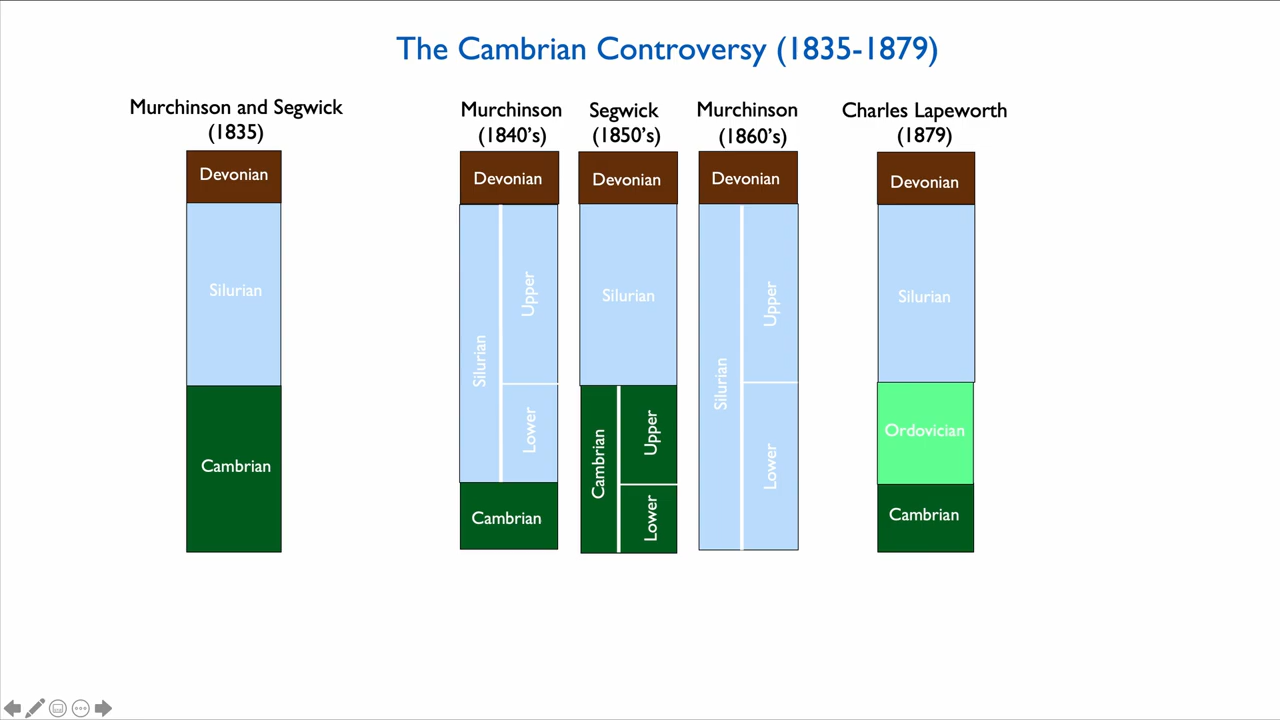 The Cambrian Controversy (1835-1879)
Murchinson and Segwick
(1835)
Devonian
Silurian
Cambrian
Murchinson
(1840's)
Devonian
Silurian
Upper
Lower
Cambrian
Segwick
(1850's)
Devonian
Silurian
Cambrian
Upper
Lower
Murchinson
(1860's)
Devonian
Silurian
Upper
Lower
Charles Lapeworth
(1879)
Devonian
Silurian
Ordovician
Cambrian